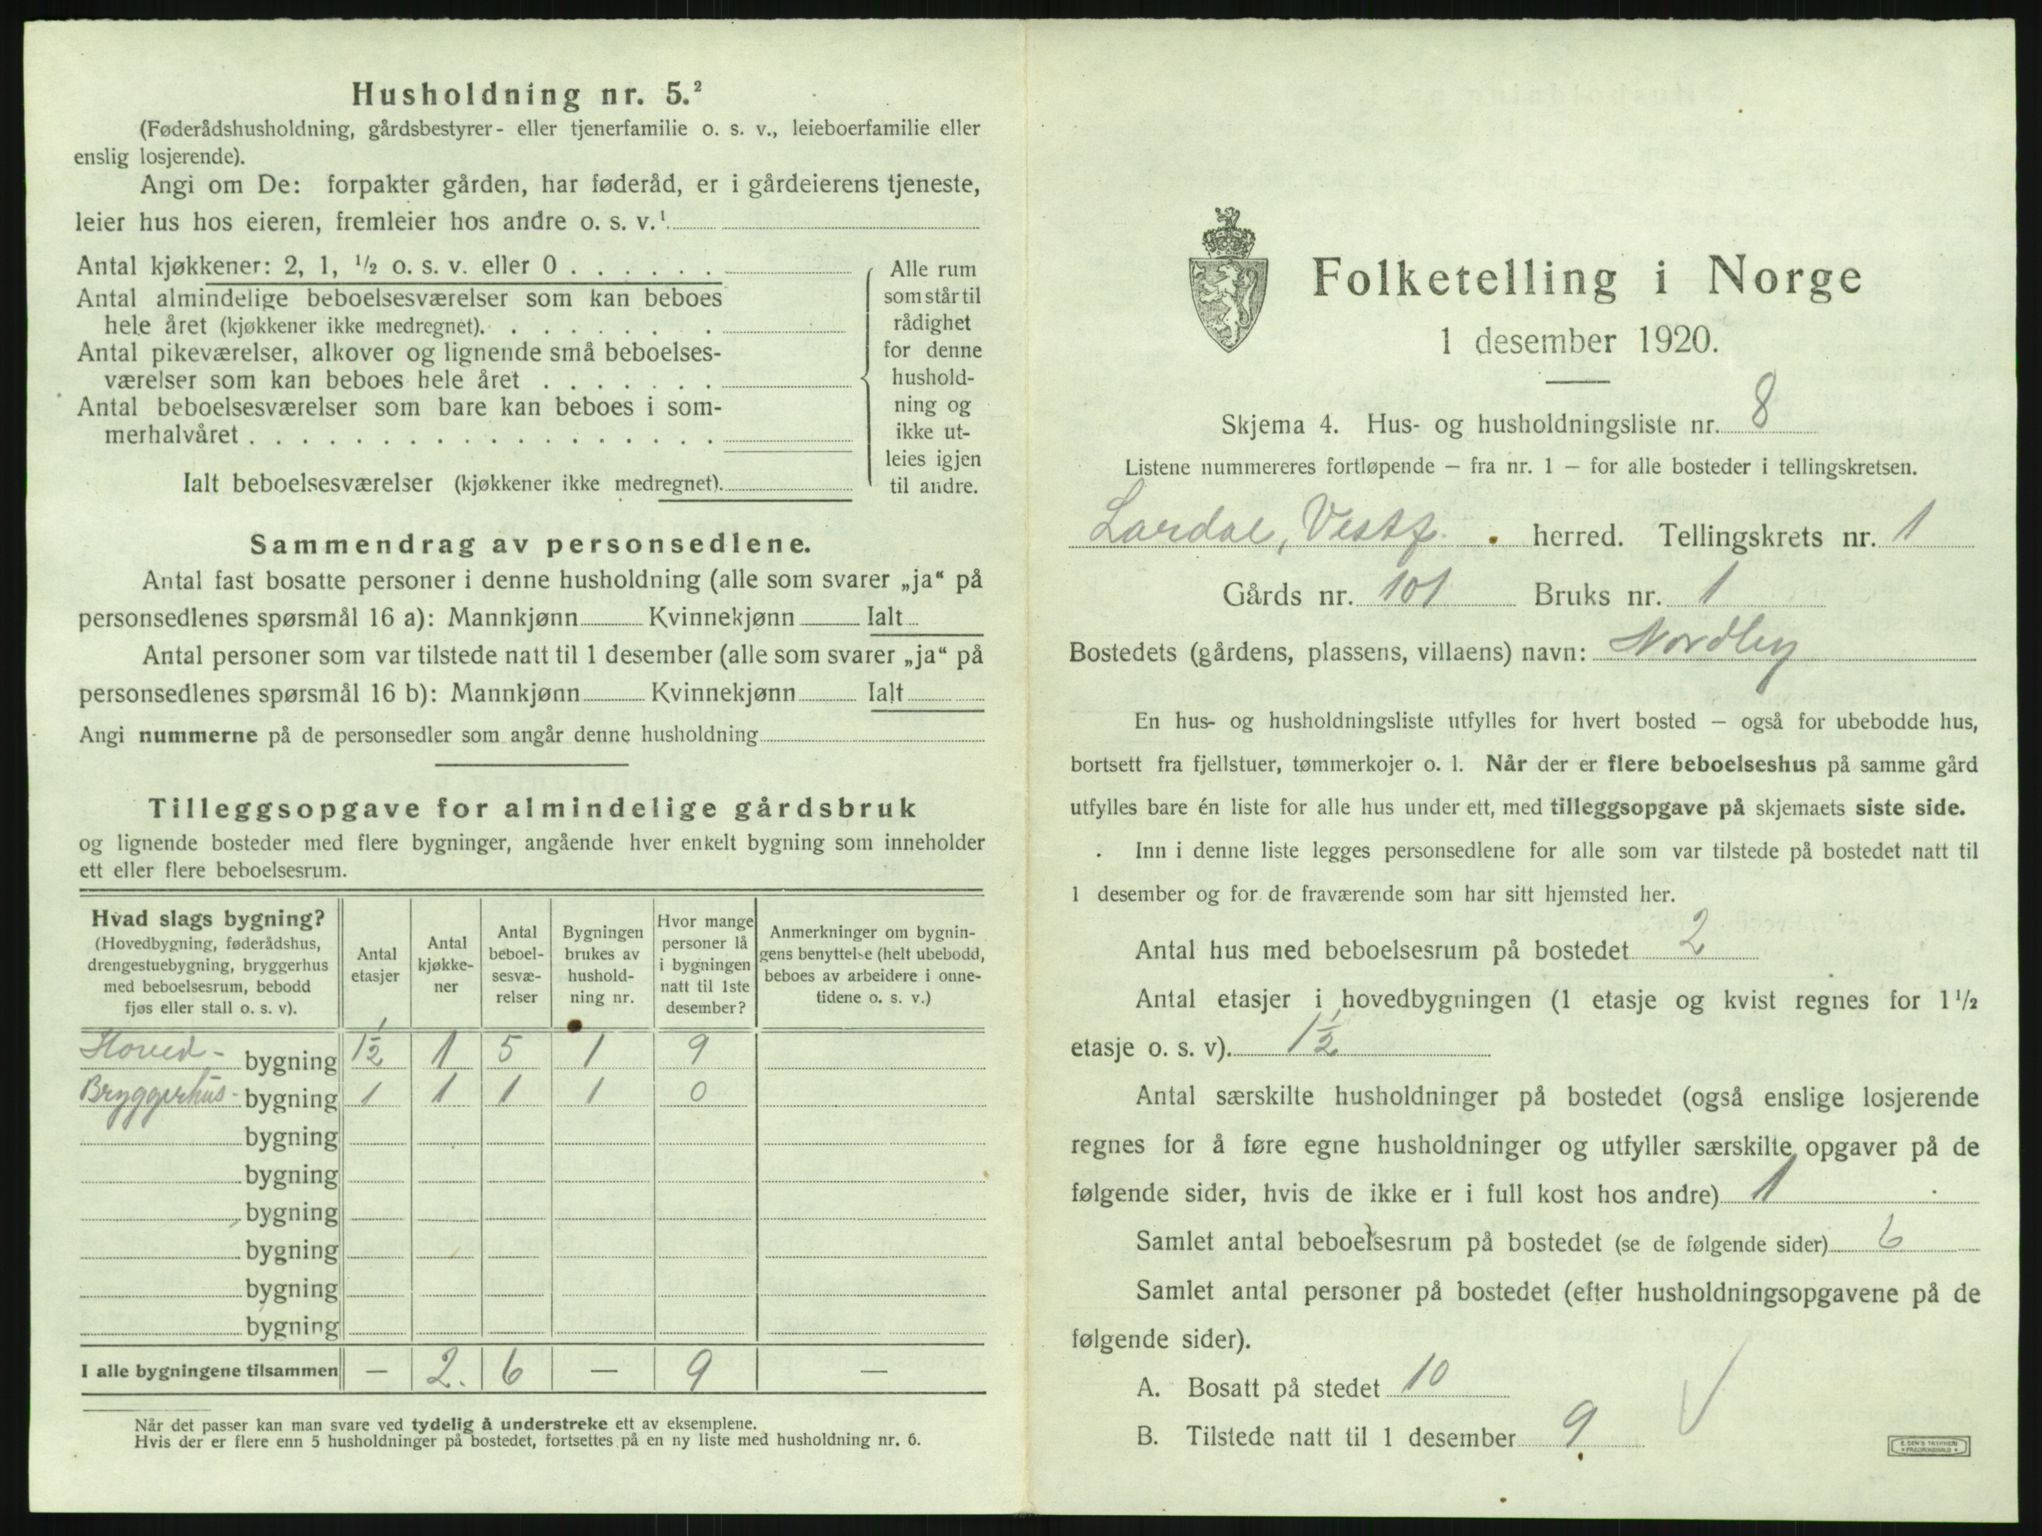 Husholdning nr. 5.²
(Føderådshusholdning, gårdsbestyrer- eller tjenerfamilie o. s. v., leieboerfamilie eller
enslig losjerende).
Angi om De: forpakter gården, har føderåd, er i gårdeierens tjeneste,
leier hus hos eieren, fremleier hos andre o. s. v.¹
Antal kjøkkener: 2, 1, ½ o. s. v. eller 0 . . . . . .
Antal almindelige beboelsesværelser som kan beboes
hele året (kjøkkener ikke medregnet). . . . . . . .
Antal pikeværelser, alkover og lignende små beboelses-
værelser som kan beboes hele året . . . . . . .
Antal beboelsesværelser som bare kan beboes i som-
merhalvåret . . . . . . . . . . . . . . . . . .
Ialt beboelsesværelser (kjøkkener ikke medregnet).
Alle rum
som står til
rådighet
for denne
hushold-
ning og
ikke ut-
leies igjen
til andre.
Sammendrag av personsedlene.
Antal fast bosatte personer i denne husholdning (alle som svarer „ja“ på
personsedlenes spørsmål 16 a): Mannkjønn Kvinnekjønn Ialt
Antal personer som var tilstede natt til 1 desember (alle som svarer „ja“ på
personsedlenes spørsmål 16 b): Mannkjønn Kvinnekjønn Ialt
Angi nummerne på de personsedler som angår denne husholdning
Tilleggsopgave for almindelige gårdsbruk
og lignende bosteder med flere bygninger, angående hver enkelt bygning som inneholder
ett eller flere beboelsesrum.
Hvad slags bygning?
(Hovedbygning, føderådshus,
drengestuebygning, bryggerhus
med beboelsesrum, bebodd
fjøs eller stall o. s. v).
Antal
etasjer
Antal
kjøkke-
ner
Antal
beboel-
sesvæ-
relser
Bygningen
brukes av
hushold-
ning nr.
Hvor mange
personer lå
i bygningen
natt til 1ste
desember?
Anmerkninger om bygnin-
gens benyttelse (helt ubebodd,
beboes av arbeidere i onne-
tidene o. s. v.)
Hoved- bygning 1½ 1 5 1 9
Bryggerhus- bygning 1 1 1 1 0
bygning
bygning
bygning
bygning
bygning
bygning
I alle bygningene tilsammen — 2. 6 — 9 —
Når det passer kan man svare ved tydelig å understreke ett av eksemplene.
Hvis der er flere enn 5 husholdninger på bostedet, fortsettes på en ny liste med husholdning nr. 6.
Folketelling i Norge
1 desember 1920.
Skjema 4. Hus- og husholdningsliste nr. 8
Listene nummereres fortløpende – fra nr. 1 – for alle bosteder i tellingskretsen.
Lardal, Vestf. herred. Tellingskrets nr. 1
Gårds nr. 101 Bruks nr. 1
Bostedets (gårdens, plassens, villaens) navn: Nordby
En hus- og husholdningsliste utfylles for hvert bosted – også for ubebodde hus,
bortsett fra fjellstuer, tømmerkojer o. l. Når der er flere beboelseshus på samme gård
utfylles bare én liste for alle hus under ett, med tilleggsopgave på skjemaets siste side.
Inn i denne liste legges personsedlene for alle som var tilstede på bostedet natt til
1 desember og for de fraværende som har sitt hjemsted her.
Antal hus med beboelsesrum på bostedet 2
Antal etasjer i hovedbygningen (1 etasje og kvist regnes for 1½
etasje o. s. v). 1½
Antal særskilte husholdninger på bostedet (også enslige losjerende
regnes for å føre egne husholdninger og utfyller særskilte opgaver på de
følgende sider, hvis de ikke er i full kost hos andre) 1
Samlet antal beboelsesrum på bostedet (se de følgende sider) 6
Samlet antal personer på bostedet (efter husholdningsopgavene på de
følgende sider).
A. Bosatt på stedet 10
B. Tilstede natt til 1 desember 9